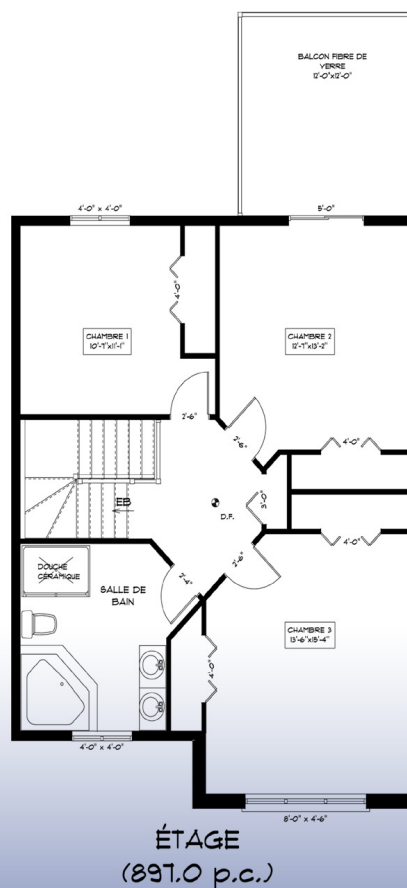 BALCON FIBRE DE
VERRE
12'-0"x12'-0"
4'-0" x 4'-0"
5'-0"
4'-0"
CHAMBRE 1
10'-7"x11'-1"
CHAMBRE 2
12'-7"x13'-2"
2'-6"
2'-6"
4'-0"
EB
3'-0"
D.F.
4'-0"
DOUCHE
CÉRAMIQUE
SALLE DE
BAIN
2'-4"
2'-6"
CHAMBRE 3
13'-6"x15'-4"
4'-0"
4'-0" x 4'-0"
8'-0" x 4'-6"
ÉTAGE
(897.0 p.c.)